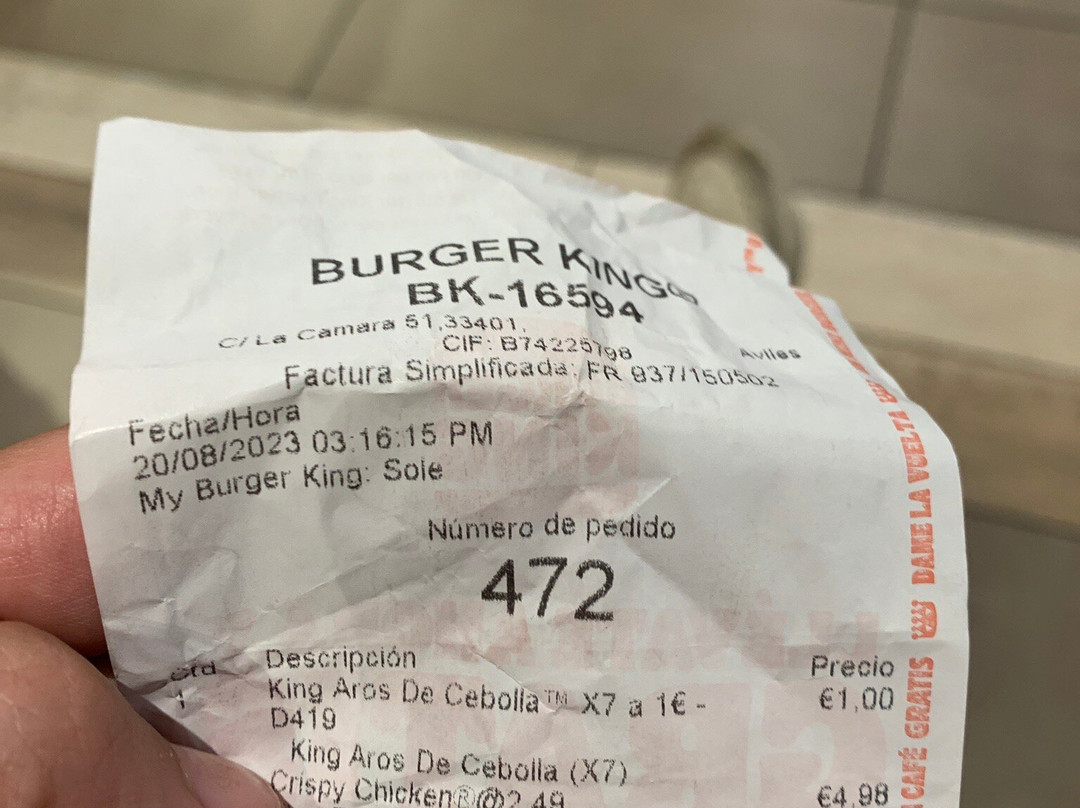 BURGER KING®
BK-16594
C/ La Camara 51,33401, Aviles
CIF: B74225798
Factura Simplificada: FR 837/150502
Fecha/Hora
20/08/2023 03:16:15 PM
My Burger King: Sole
Número de pedido
472
Descripción Precio
1 King Aros De Cebolla™ X7 a 1€ - €1,00
D419
King Aros De Cebolla (X7)
Crispy Chicken®@2,49 €4,98
CAFÉ GRATIS DAME LA VUELTA